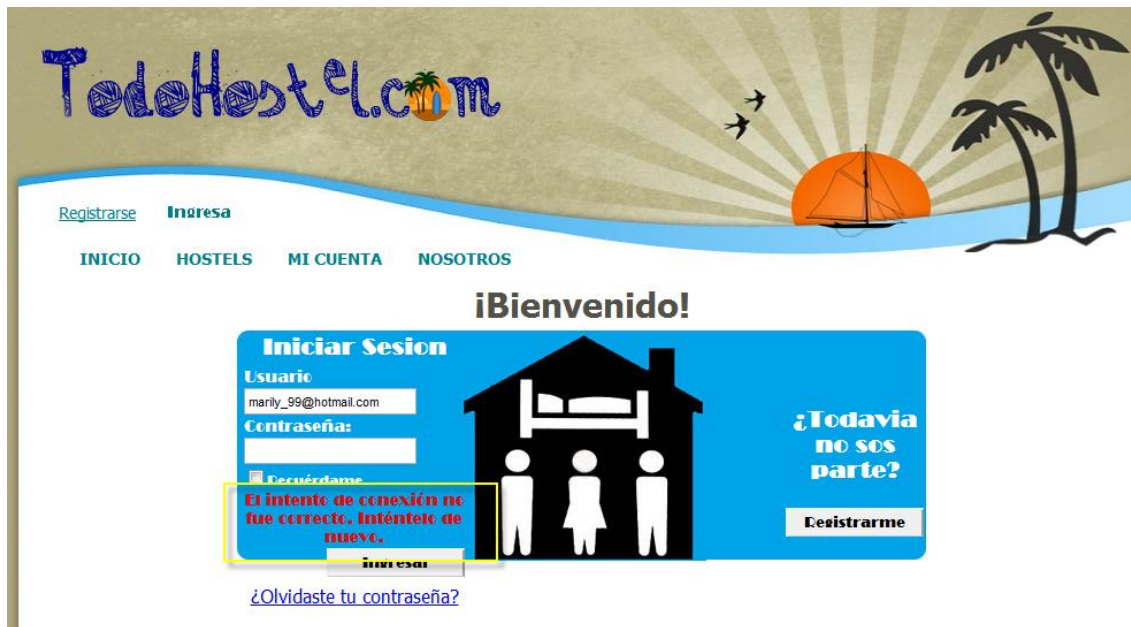 TodoHostel.com
Registrarse Ingresa
INICIO HOSTELS MI CUENTA NOSOTROS
¡Bienvenido!
Iniciar Sesion
Usuario
marily_99@hotmail.com
Contraseña:
Recuérdame
El intento de conexión no
fue correcto. Inténtelo de
nuevo.
Ingresar
¿Olvidaste tu contraseña?
¿Todavia
no sos
parte?
Registrarme